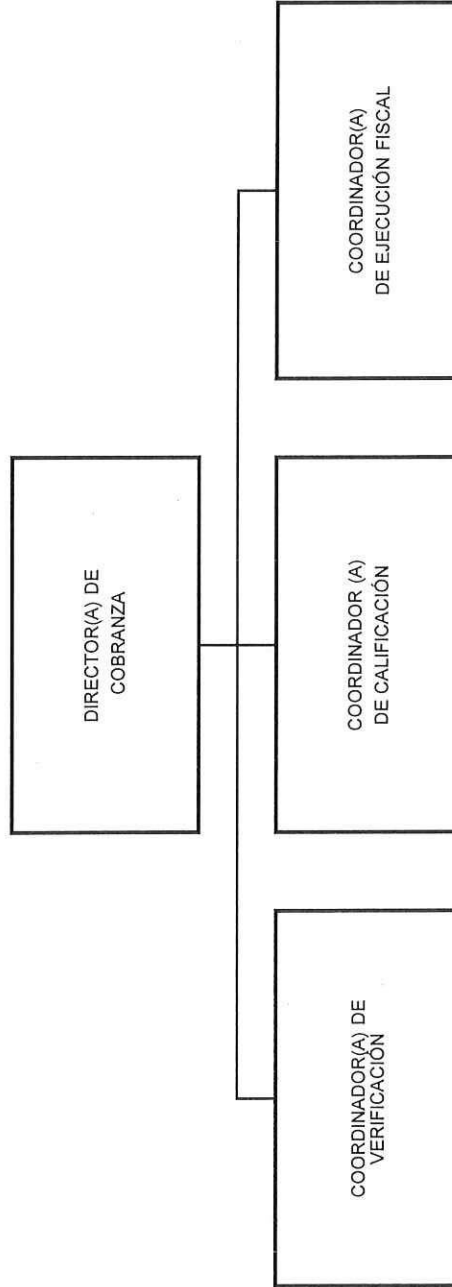 DIRECTOR(A) DE
COBRANZA
COORDINADOR(A) DE
VERIFICACIÓN
COORDINADOR (A)
DE CALIFICACIÓN
COORDINADOR(A)
DE EJECUCIÓN FISCAL